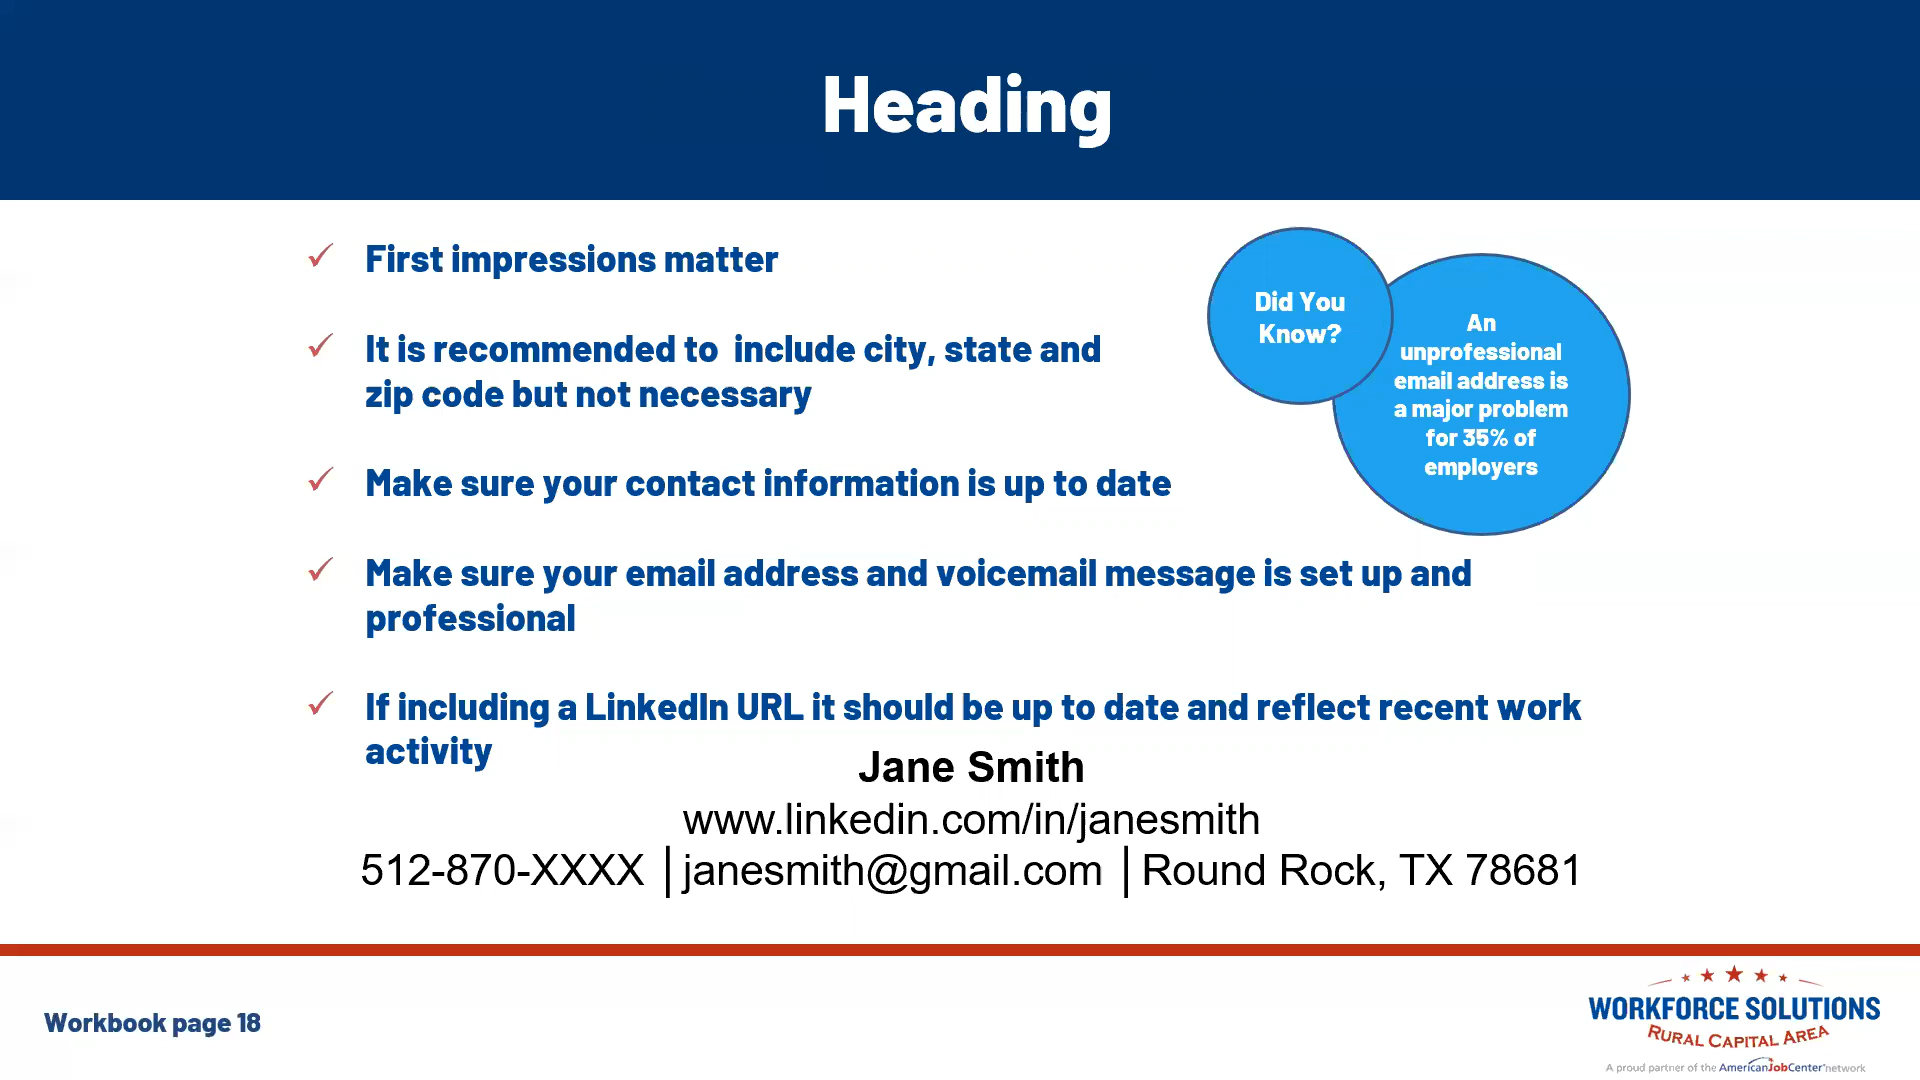 Heading
First impressions matter
It is recommended to  include city, state and
zip code but not necessary
Make sure your contact information is up to date
Make sure your email address and voicemail message is set up and
professional
If including a LinkedIn URL it should be up to date and reflect recent work
activity
Did You
Know?
An
unprofessional
email address is
a major problem
for 35% of
employers
Jane Smith
www.linkedin.com/in/janesmith
512-870-XXXX |janesmith@gmail.com |Round Rock, TX 78681
Workbook page 18
WORKFORCE SOLUTIONS
RURAL CAPITAL AREA
A proud partner of the AmericanJobCenter network